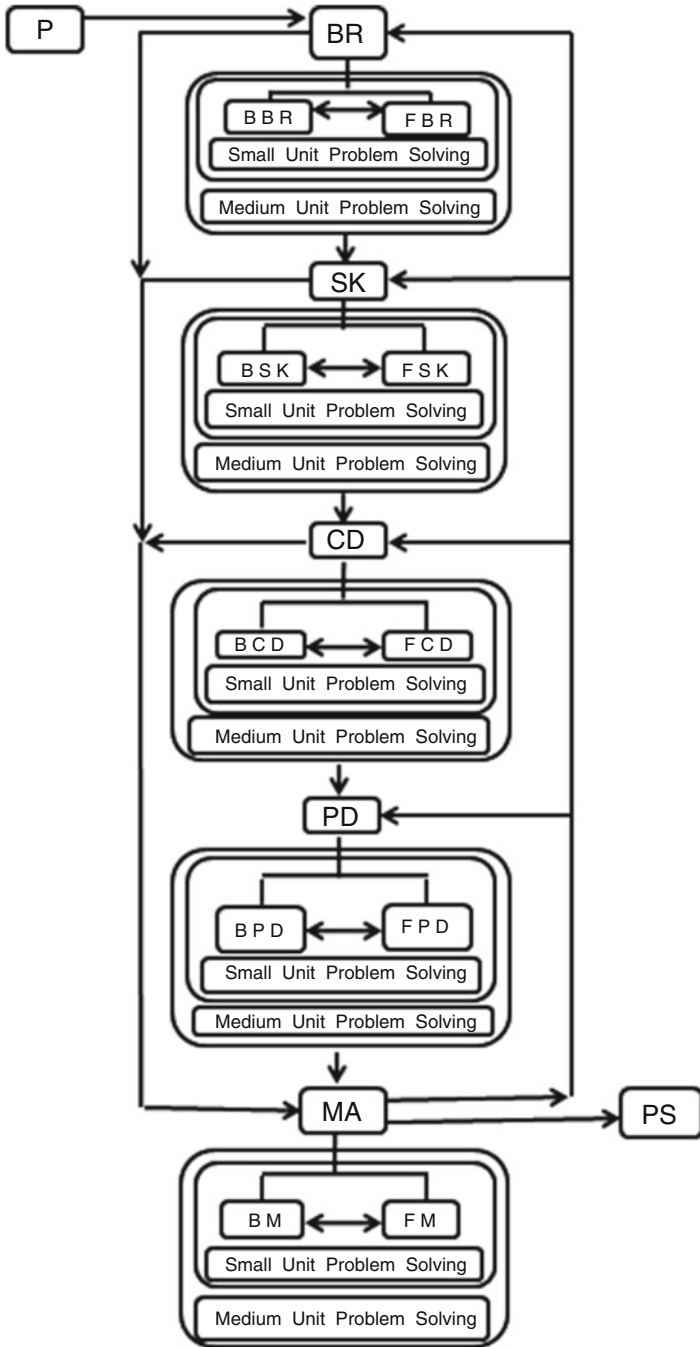 P
BR
B B R
F B R
Small Unit Problem Solving
Medium Unit Problem Solving
SK
B S K
F S K
Small Unit Problem Solving
Medium Unit Problem Solving
CD
B C D
F C D
Small Unit Problem Solving
Medium Unit Problem Solving
PD
B P D
F P D
Small Unit Problem Solving
Medium Unit Problem Solving
MA
PS
B M
F M
Small Unit Problem Solving
Medium Unit Problem Solving